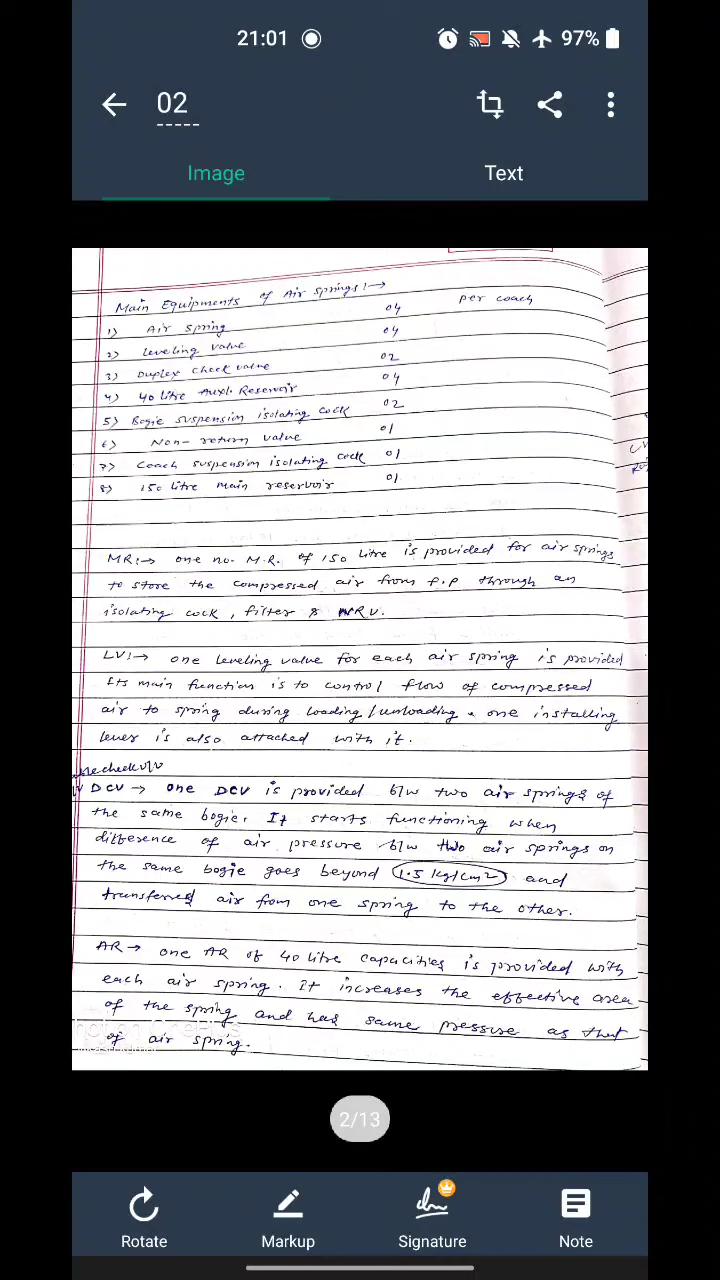 21:01 97%
02
Image Text
Main Equipments of Air springs:→ per coach
1) Air spring 04
2) Leveling value 04
3) Duplex check value 02
4) 40 litre Auxl. Reservoir 04
5) Bogie suspension isolating cock 02
6) Non-return value 01
7) Coach suspension isolating cock 01
8) 150 litre main reservoir 01
MR:→ one no. M.R. of 150 litre is provided for air springs
to store the compressed air from F.P through an
isolating cock, filter & NRV.
LV:→ one leveling value for each air spring is provided
Its main function is to control flow of compressed
air to spring during loading/unloading & one installing
lever is also attached with it.
DCV → one DCV is provided b/w two air springs of
the same bogie. It starts functioning when
difference of air pressure b/w two air springs on
the same bogie goes beyond 1.5 kg/cm2 and
transferred air from one spring to the other.
AR → one AR of 40 litre capacities is provided with
each air spring. It increases the effective area
of the spring and has same pressure as that
of air spring.
2/13
Rotate Markup Signature Note